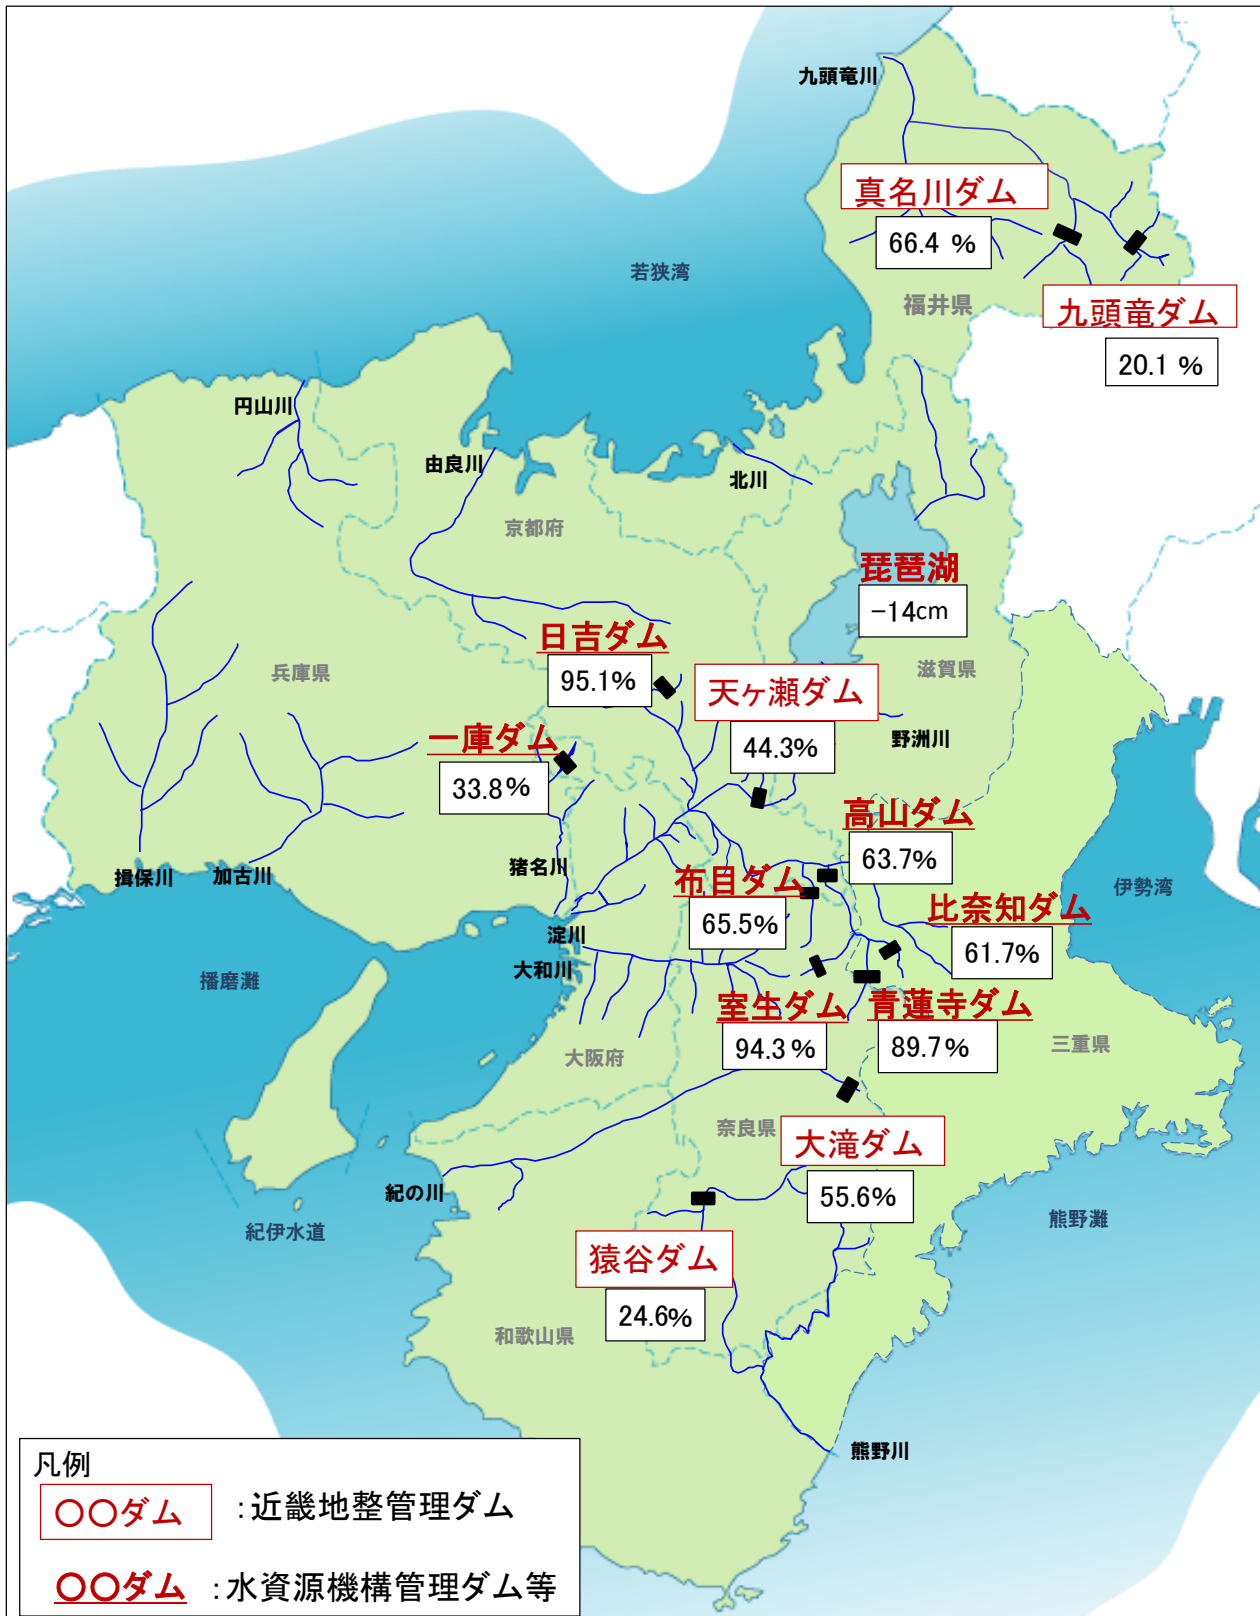 九頭竜川
真名川ダム
66.4 %
若狭湾
福井県
九頭竜ダム
20.1 %
円山川
由良川
北川
京都府
琵琶湖
-14cm
日吉ダム
95.1%
兵庫県
滋賀県
天ヶ瀬ダム
44.3%
野洲川
一庫ダム
33.8%
高山ダム
63.7%
揖保川
加古川
猪名川
布目ダム
65.5%
伊勢湾
比奈知ダム
61.7%
淀川
大和川
播磨灘
室生ダム
94.3%
青蓮寺ダム
89.7%
大阪府
三重県
奈良県
大滝ダム
55.6%
紀の川
紀伊水道
熊野灘
猿谷ダム
24.6%
和歌山県
熊野川
凡例
〇〇ダム :近畿地整管理ダム
〇〇ダム :水資源機構管理ダム等